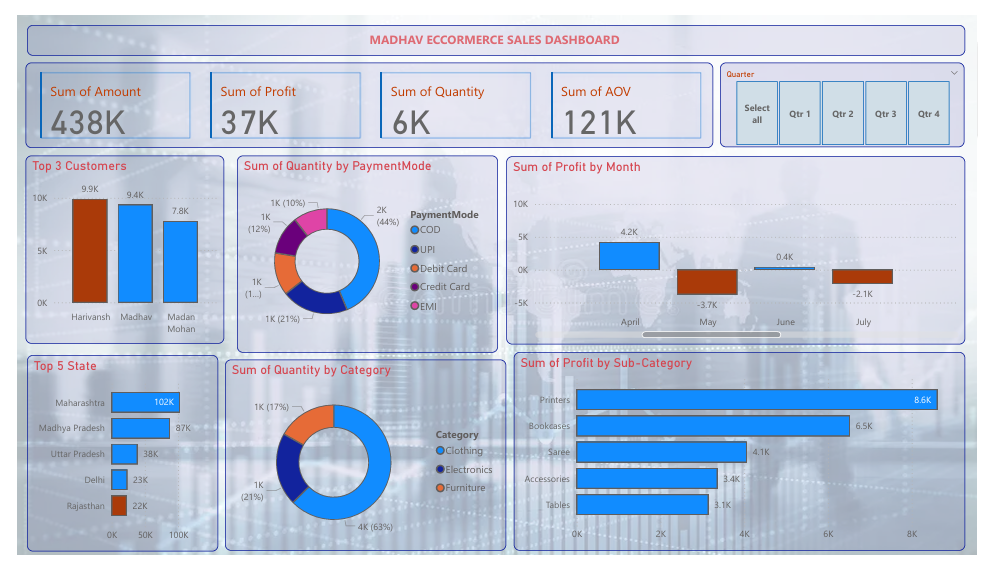 MADHAV ECCORMERCE SALES DASHBOARD
Sum of Amount
438K
Sum of Profit
37K
Sum of Quantity
6K
Sum of AOV
121K
Quarter
Select
all
Qtr 1
Qtr 2
Qtr 3
Qtr 4
Top 3 Customers
10K
5K
0K
9.9K
9.4K
7.8K
Harivansh
Madhav
Madan
Mohan
Sum of Quantity by PaymentMode
1K (10%)
1K
(12%)
1K
(1...)
1K (21%)
2K
(44%)
PaymentMode
COD
UPI
Debit Card
Credit Card
EMI
Sum of Profit by Month
10K
5K
0K
-5K
4.2K
-3.7K
0.4K
-2.1K
April
May
June
July
Top 5 State
Maharashtra
102K
Madhya Pradesh
87K
Uttar Pradesh
38K
Delhi
23K
Rajasthan
22K
0K
50K
100K
Sum of Quantity by Category
1K (17%)
1K
(21%)
4K (63%)
Category
Clothing
Electronics
Furniture
Sum of Profit by Sub-Category
Printers
8.6K
Bookcases
6.5K
Saree
4.1K
Accessories
3.4K
Tables
3.1K
0K
2K
4K
6K
8K